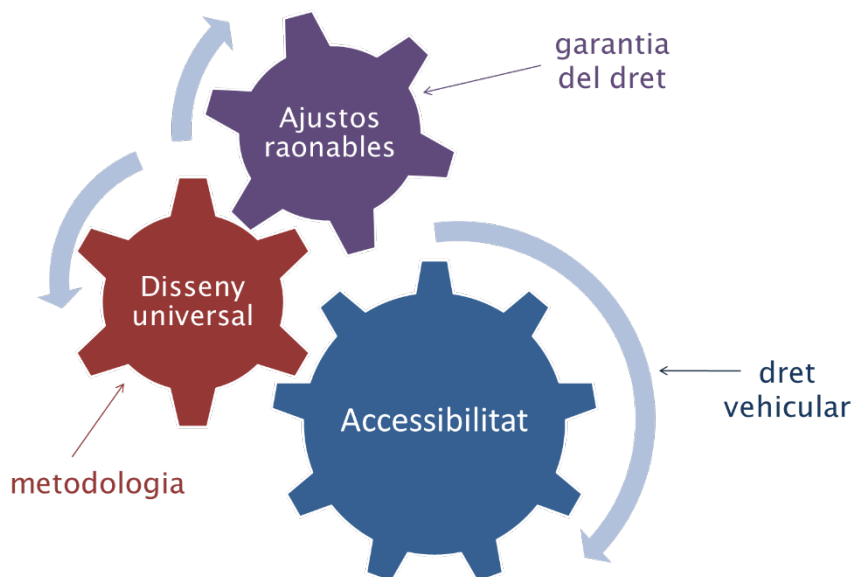 garantia
del dret
Ajustos
raonables
Disseny
universal
dret
vehicular
Accessibilitat
metodologia